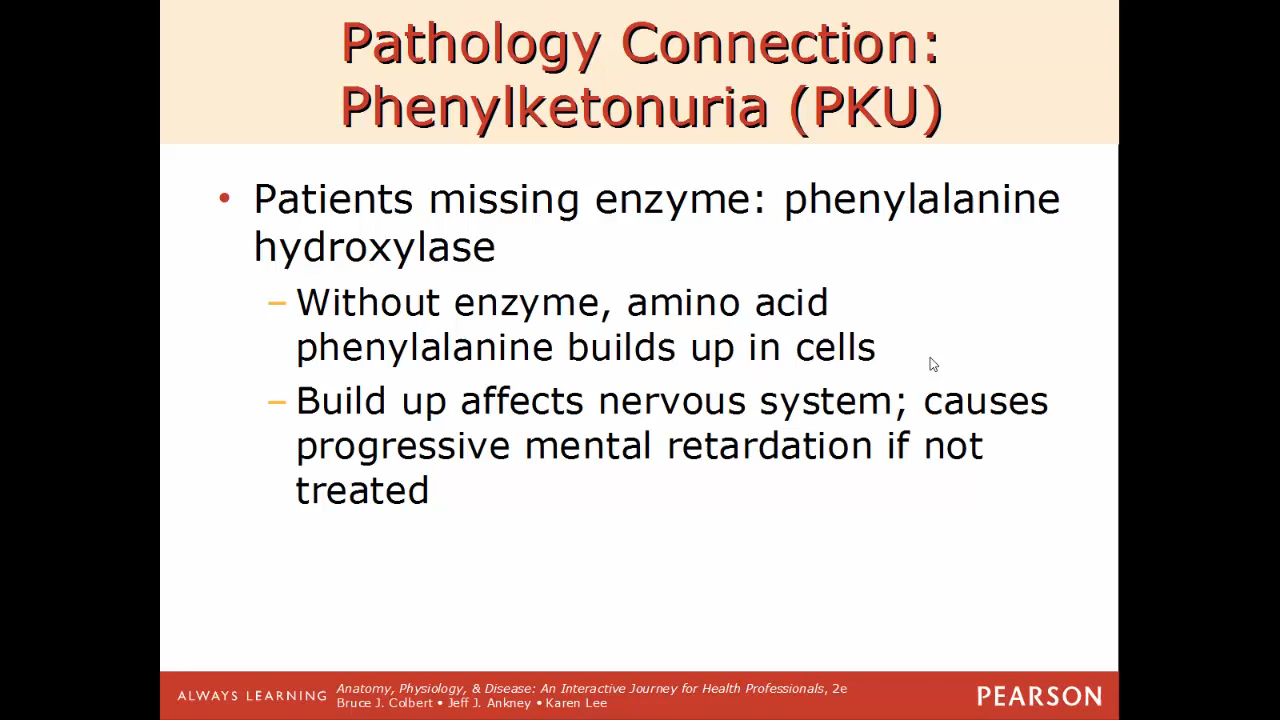 Pathology Connection:
Phenylketonuria (PKU)
• Patients missing enzyme: phenylalanine
hydroxylase
– Without enzyme, amino acid
phenylalanine builds up in cells
– Build up affects nervous system; causes
progressive mental retardation if not
treated
ALWAYS LEARNING
Anatomy, Physiology, & Disease: An Interactive Journey for Health Professionals, 2e
Bruce J. Colbert • Jeff J. Ankney • Karen Lee
PEARSON